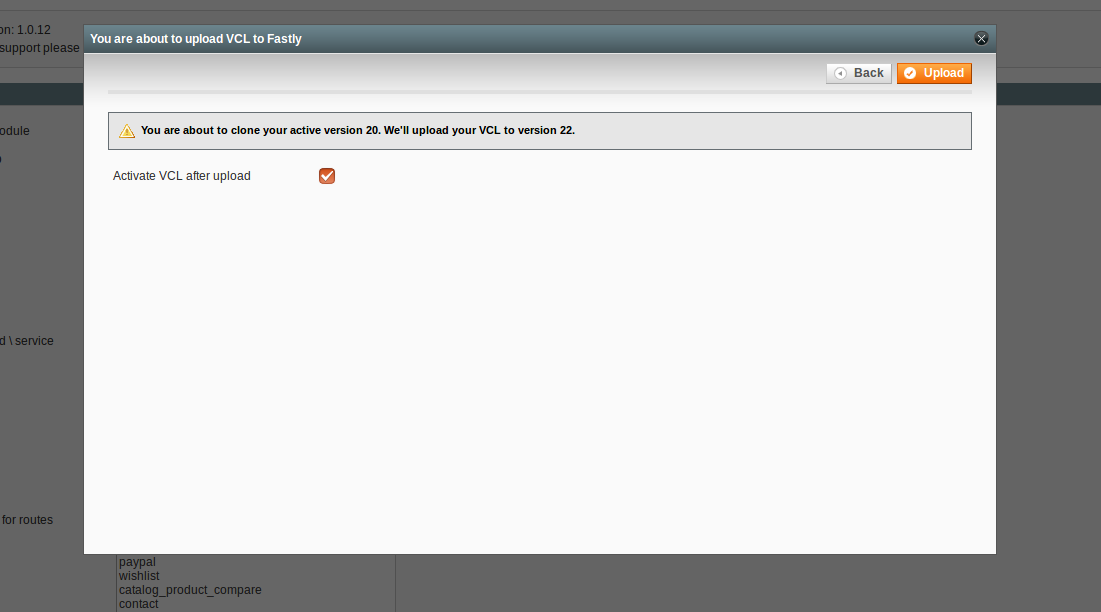 on: 1.0.12
support please
You are about to upload VCL to Fastly
Back
Upload
odule
You are about to clone your active version 20. We'll upload your VCL to version 22.
Activate VCL after upload
d \ service
for routes
paypal
wishlist
catalog_product_compare
contact